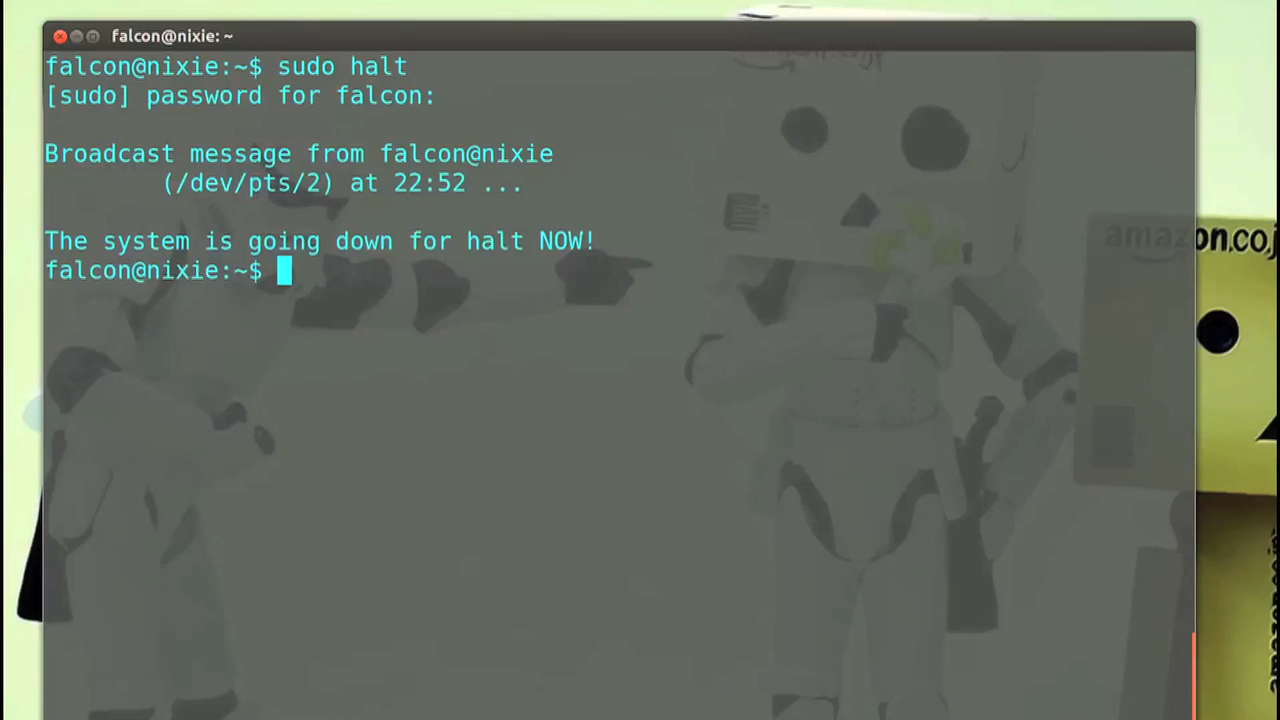 falcon@nixie: ~
falcon@nixie:~$ sudo halt
[sudo] password for falcon:
Broadcast message from falcon@nixie
(/dev/pts/2) at 22:52 ...
The system is going down for halt NOW!
falcon@nixie:~$
amazon.co.j